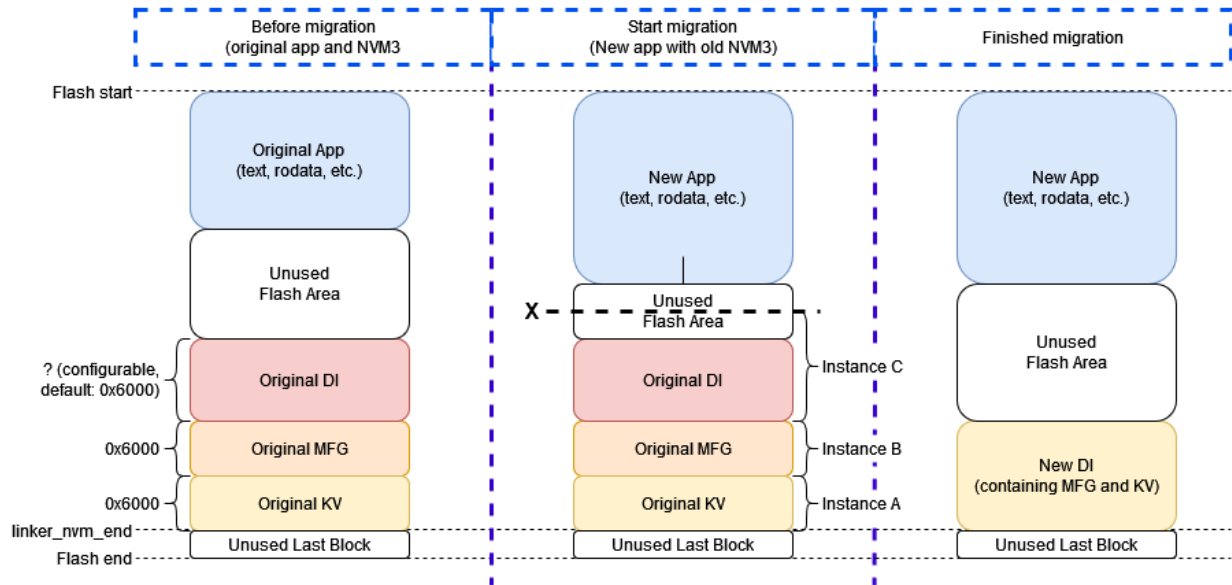 Before migration
(original app and NVM3)
Start migration
(New app with old NVM3)
Finished migration
Flash start
Original App
(text, rodata, etc.)
New App
(text, rodata, etc.)
New App
(text, rodata, etc.)
Unused
Flash Area
X
Unused
Flash Area
Unused
Flash Area
? (configurable,
default: 0x6000)
Original DI
Original DI
Instance C
0x6000
Original MFG
Original MFG
Instance B
0x6000
Original KV
Original KV
Instance A
New DI
(containing MFG and KV)
linker_nvm_end
Unused Last Block
Unused Last Block
Unused Last Block
Flash end